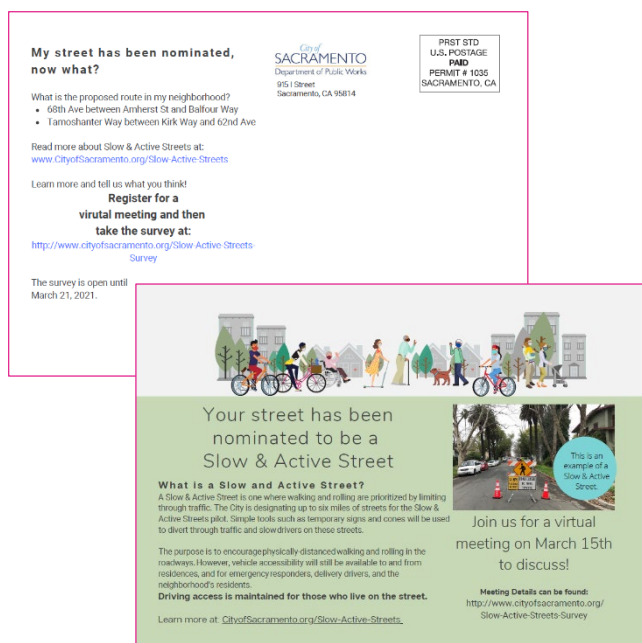 My street has been nominated,
now what?
What is the proposed route in my neighborhood?
• 68th Ave between Amherst St and Balfour Way
• Tamoshanter Way between Kirk Way and 62nd Ave
Read more about Slow & Active Streets at:
www.CityofSacramento.org/Slow-Active-Streets
Learn more and tell us what you think!
Register for a
virutal meeting and then
take the survey at:
http://www.cityofsacramento.org/Slow-Active-Streets-
Survey
The survey is open until
March 21, 2021.
City of
SACRAMENTO
Department of Public Works
915 I Street
Sacramento, CA 95814
PRST STD
U.S. POSTAGE
PAID
PERMIT # 1035
SACRAMENTO, CA
Your street has been
nominated to be a
Slow & Active Street
What is a Slow and Active Street?
A Slow & Active Street is one where walking and rolling are prioritized by limiting
through traffic. The City is designating up to six miles of streets for the Slow &
Active Streets pilot. Simple tools such as temporary signs and cones will be used
to divert through traffic and slow drivers on these streets.
The purpose is to encourage physically-distanced walking and rolling in the
roadways. However, vehicle accessibility will still be available to and from
residences, and for emergency responders, delivery drivers, and the
neighborhood's residents.
Driving access is maintained for those who live on the street.
Learn more at: CityofSacramento.org/Slow-Active-Streets
This is an
example of a
Slow & Active
Street.
Join us for a virtual
meeting on March 15th
to discuss!
Meeting Details can be found:
http://www.cityofsacramento.org/
Slow-Active-Streets-Survey